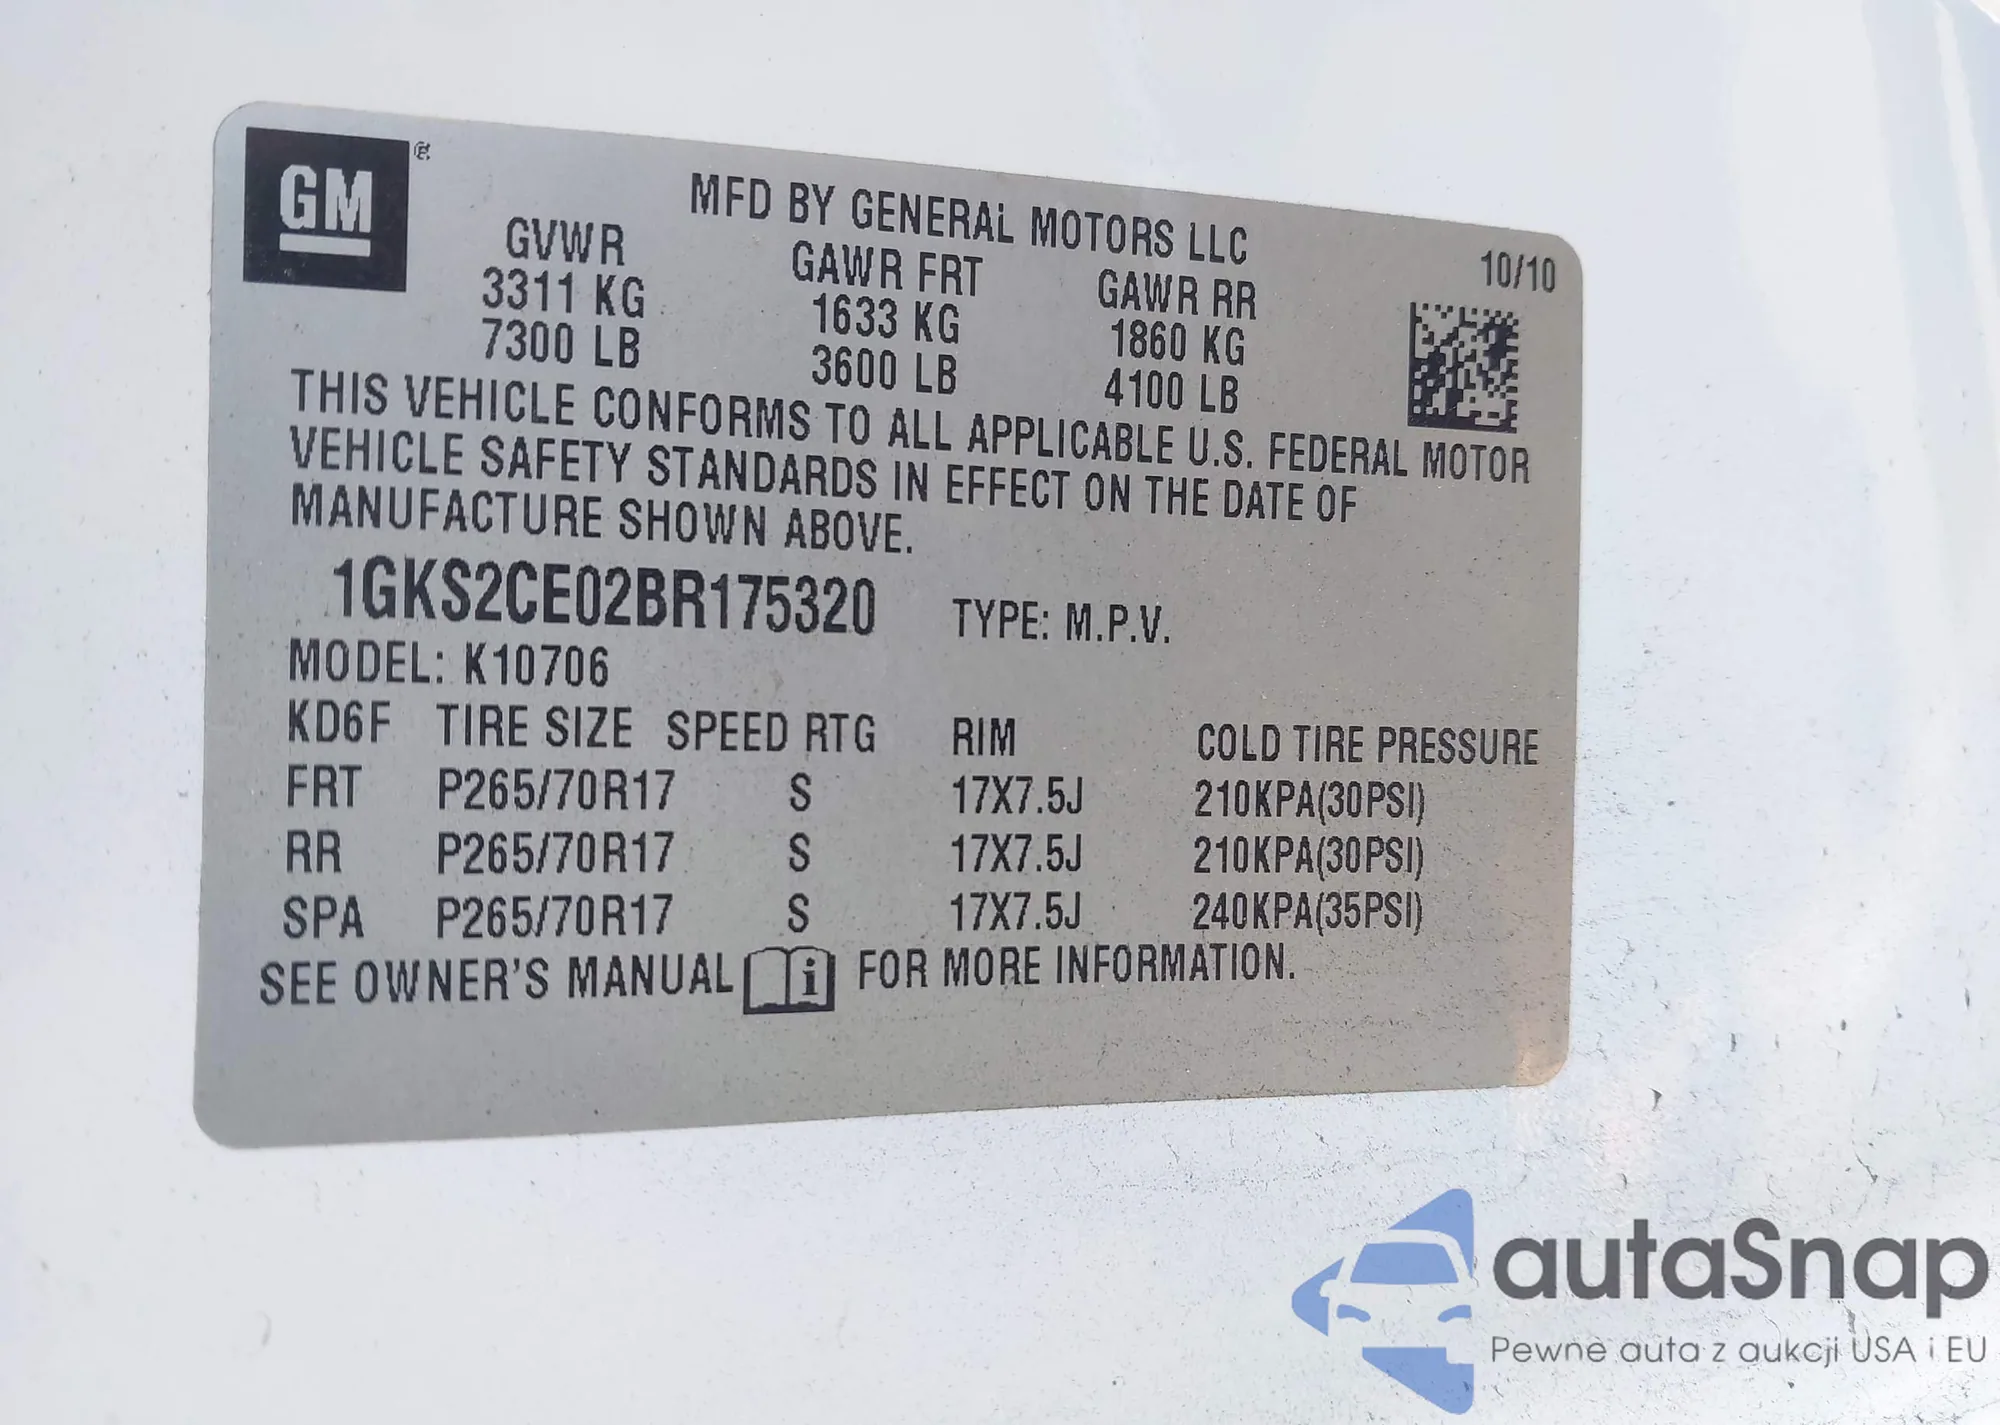 GM
MFD BY GENERAL MOTORS LLC
GVWR GAWR FRT GAWR RR 10/10
3311 KG 1633 KG 1860 KG
7300 LB 3600 LB 4100 LB
THIS VEHICLE CONFORMS TO ALL APPLICABLE U.S. FEDERAL MOTOR
VEHICLE SAFETY STANDARDS IN EFFECT ON THE DATE OF
MANUFACTURE SHOWN ABOVE.
1GKS2CE02BR175320 TYPE: M.P.V.
MODEL: K10706
KD6F TIRE SIZE SPEED RTG RIM COLD TIRE PRESSURE
FRT P265/70R17 S 17X7.5J 210KPA(30PSI)
RR P265/70R17 S 17X7.5J 210KPA(30PSI)
SPA P265/70R17 S 17X7.5J 240KPA(35PSI)
SEE OWNER'S MANUAL i FOR MORE INFORMATION.
autaSnap
Pewne auta z aukcji USA i EU